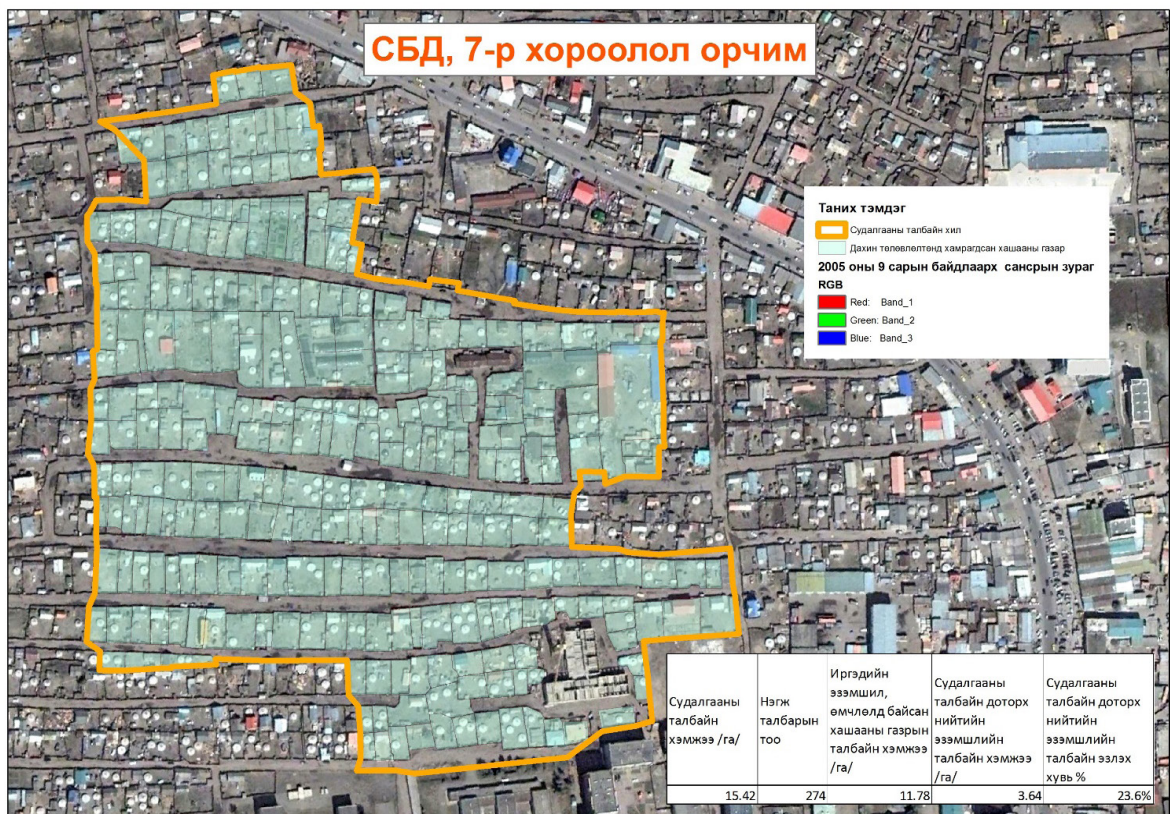 СБД, 7-р хороолол орчим
Таних тэмдэг
Судалгааны талбайн хил
Дахин төлөвлөлтөнд хамрагдсан хашааны газар
2005 оны 9 сарын байдлаарх сансрын зураг
RGB
Red: Band_1
Green: Band_2
Blue: Band_3
Судалгааны
талбайн
хэмжээ /га/
Нэгж
талбарын
тоо
Иргэдийн
эзэмшил,
өмчлөлд байсан
хашааны газрын
талбайн хэмжээ
/га/
Судалгааны
талбайн доторх
нийтийн
эзэмшлийн
талбайн хэмжээ
/га/
Судалгааны
талбайн доторх
нийтийн
эзэмшлийн
талбайн эзлэх
хувь %
15.42 274 11.78 3.64 23.6%